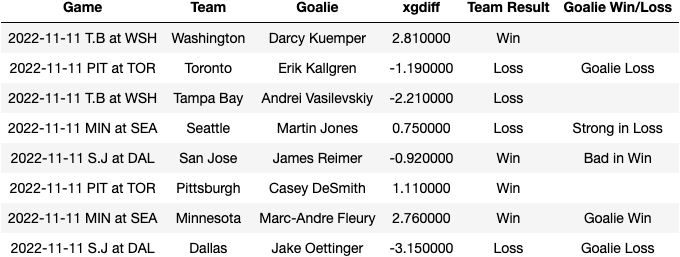 Game Team Goalie xgdiff Team Result Goalie Win/Loss
2022-11-11 T.B at WSH Washington Darcy Kuemper 2.810000 Win
2022-11-11 PIT at TOR Toronto Erik Kallgren -1.190000 Loss Goalie Loss
2022-11-11 T.B at WSH Tampa Bay Andrei Vasilevskiy -2.210000 Loss
2022-11-11 MIN at SEA Seattle Martin Jones 0.750000 Loss Strong in Loss
2022-11-11 S.J at DAL San Jose James Reimer -0.920000 Win Bad in Win
2022-11-11 PIT at TOR Pittsburgh Casey DeSmith 1.110000 Win
2022-11-11 MIN at SEA Minnesota Marc-Andre Fleury 2.760000 Win Goalie Win
2022-11-11 S.J at DAL Dallas Jake Oettinger -3.150000 Loss Goalie Loss